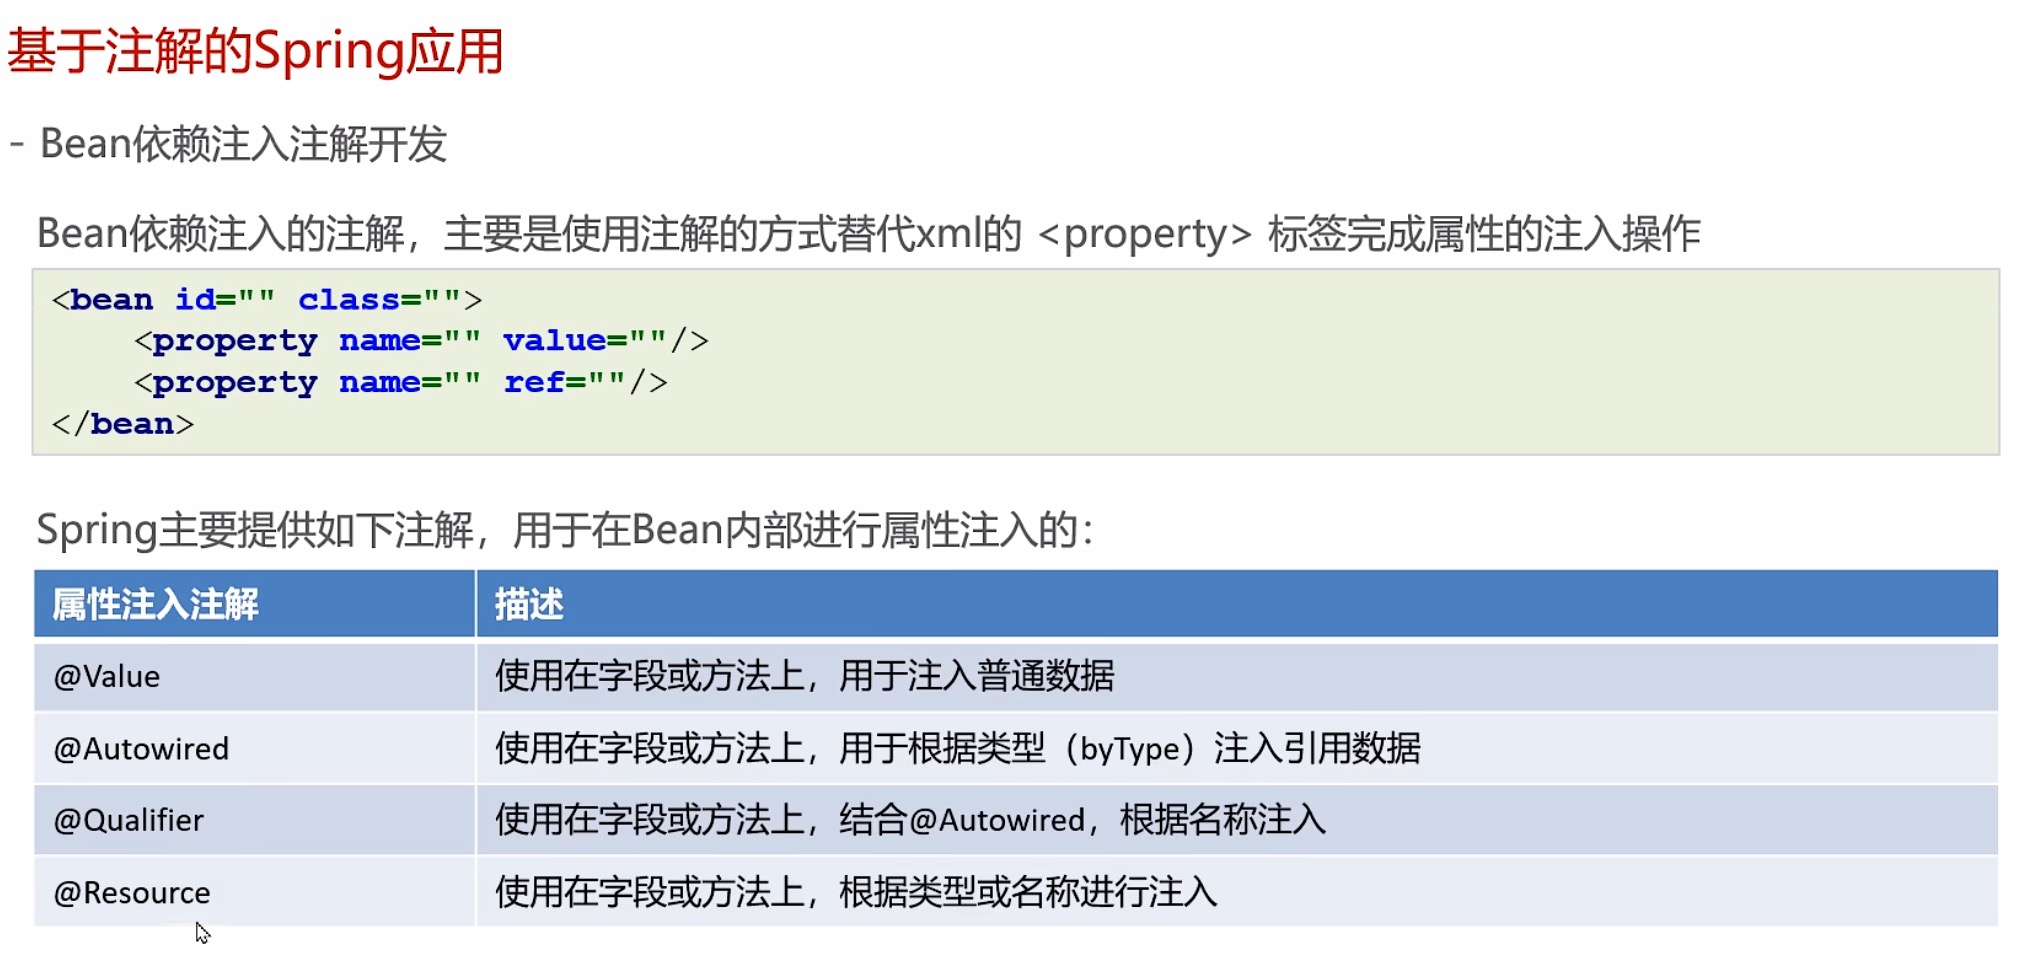 基于注解的Spring应用
- Bean依赖注入注解开发
Bean依赖注入的注解，主要是使用注解的方式替代xml的 <property> 标签完成属性的注入操作
<bean id="" class="">
    <property name="" value=""/>
    <property name="" ref=""/>
</bean>
Spring主要提供如下注解，用于在Bean内部进行属性注入的：
属性注入注解 描述
@Value 使用在字段或方法上，用于注入普通数据
@Autowired 使用在字段或方法上，用于根据类型（byType）注入引用数据
@Qualifier 使用在字段或方法上，结合@Autowired，根据名称注入
@Resource 使用在字段或方法上，根据类型或名称进行注入